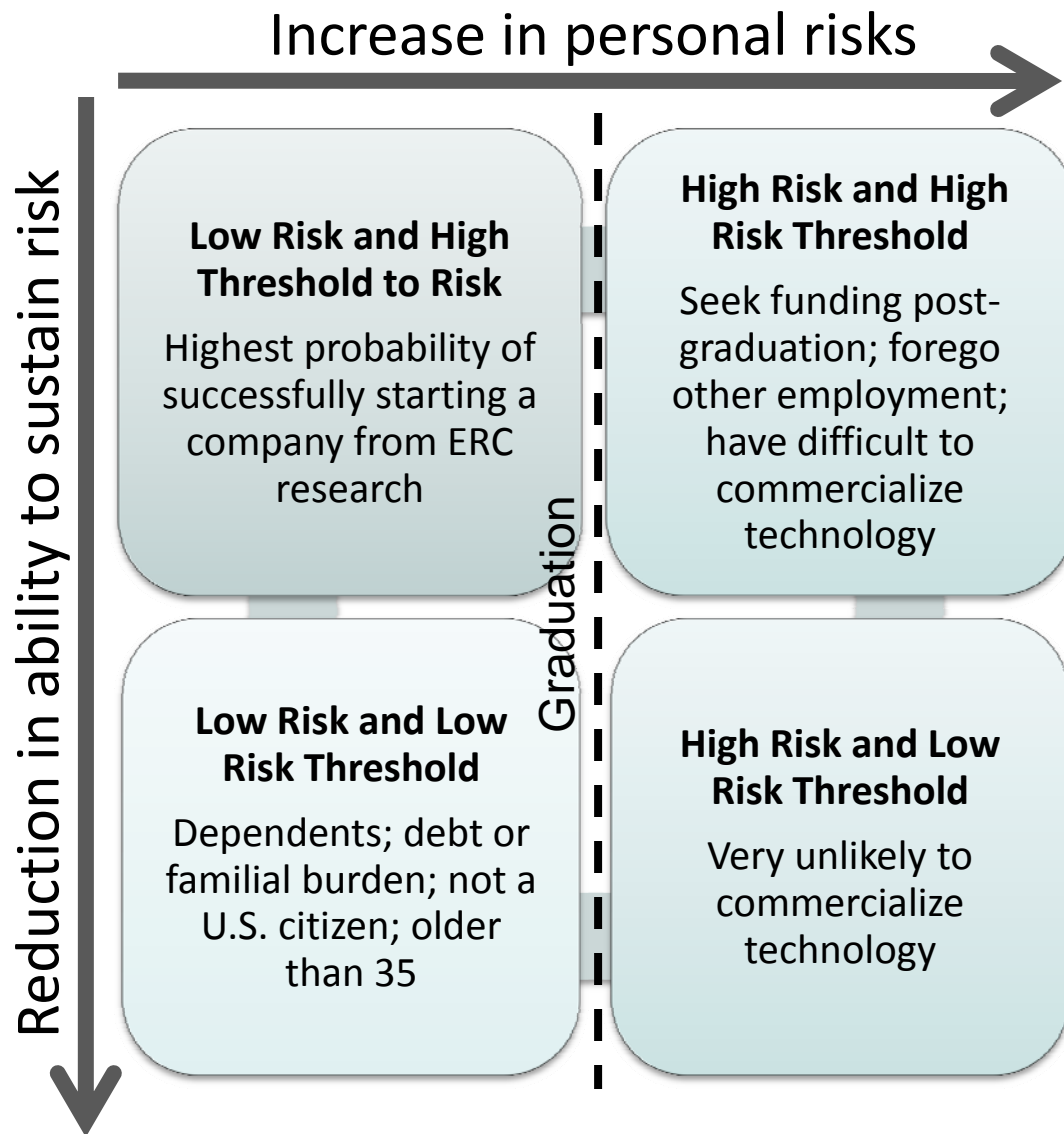 Increase in personal risks
Reduction in ability to sustain risk
Low Risk and High
Threshold to Risk
Highest probability of
successfully starting a
company from ERC
research
High Risk and High
Risk Threshold
Seek funding post-
graduation; forego
other employment;
have difficult to
commercialize
technology
Graduation
Low Risk and Low
Risk Threshold
Dependents; debt or
familial burden; not a
U.S. citizen; older
than 35
High Risk and Low
Risk Threshold
Very unlikely to
commercialize
technology